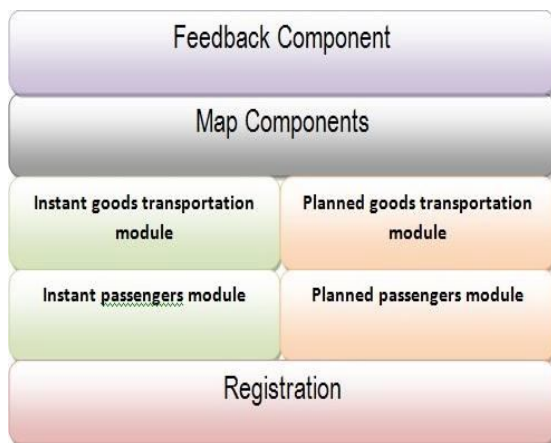 Feedback Component
Map Components
Instant goods transportation
module
Planned goods transportation
module
Instant passengers module
Planned passengers module
Registration